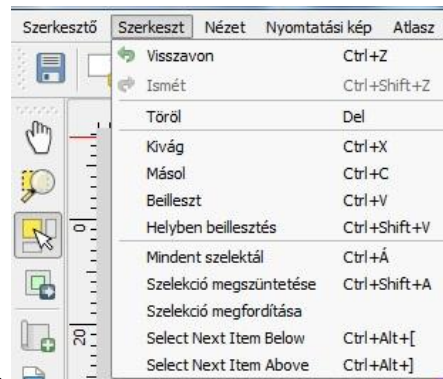 Szerkesztő Szerkeszt Nézet Nyomtatási kép Atlasz
Visszavon Ctrl+Z
Ismét Ctrl+Shift+Z
Töröl Del
Kivág Ctrl+X
Másol Ctrl+C
Beilleszt Ctrl+V
Helyben beillesztés Ctrl+Shift+V
Mindent szelektál Ctrl+Á
Szelekció megszüntetése Ctrl+Shift+A
Szelekció megfordítása
Select Next Item Below Ctrl+Alt+[
Select Next Item Above Ctrl+Alt+]
0
20